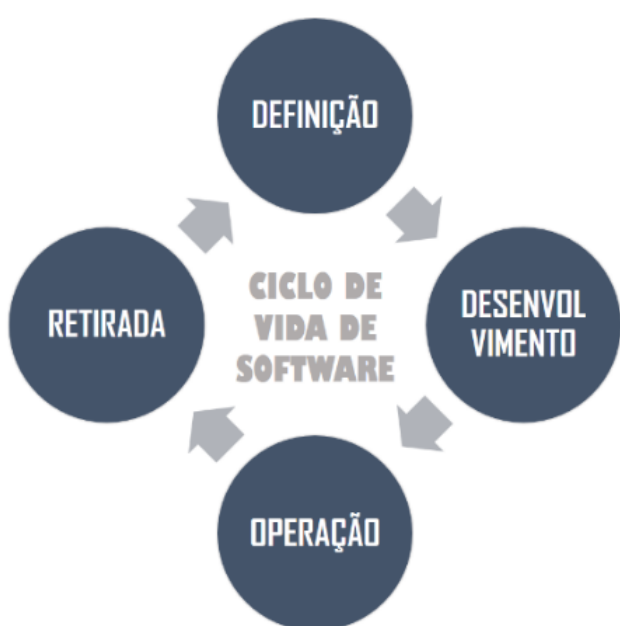 DEFINIÇÃO
DESENVOL
VIMENTO
OPERAÇÃO
RETIRADA
CICLO DE
VIDA DE
SOFTWARE